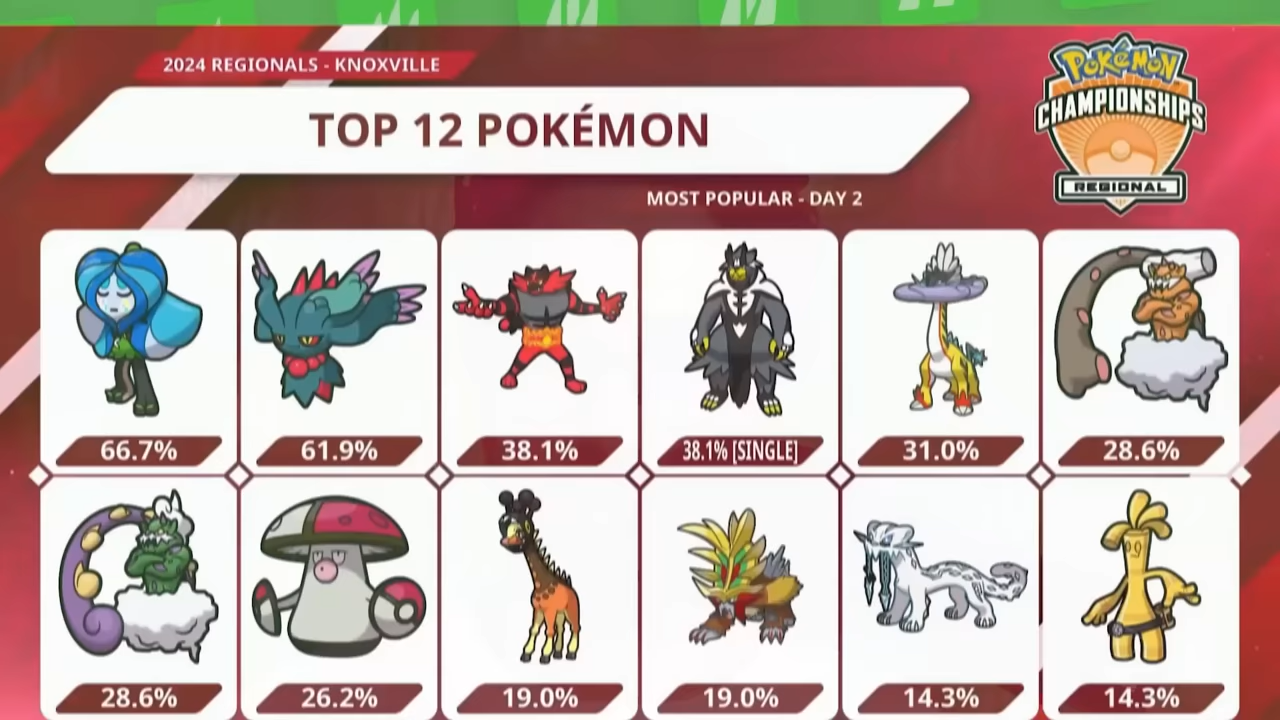 2024 REGIONALS - KNOXVILLE
TOP 12 POKÉMON
MOST POPULAR - DAY 2
Pokémon
CHAMPIONSHIPS
REGIONAL
66.7%
61.9%
38.1%
38.1% [SINGLE]
31.0%
28.6%
28.6%
26.2%
19.0%
19.0%
14.3%
14.3%